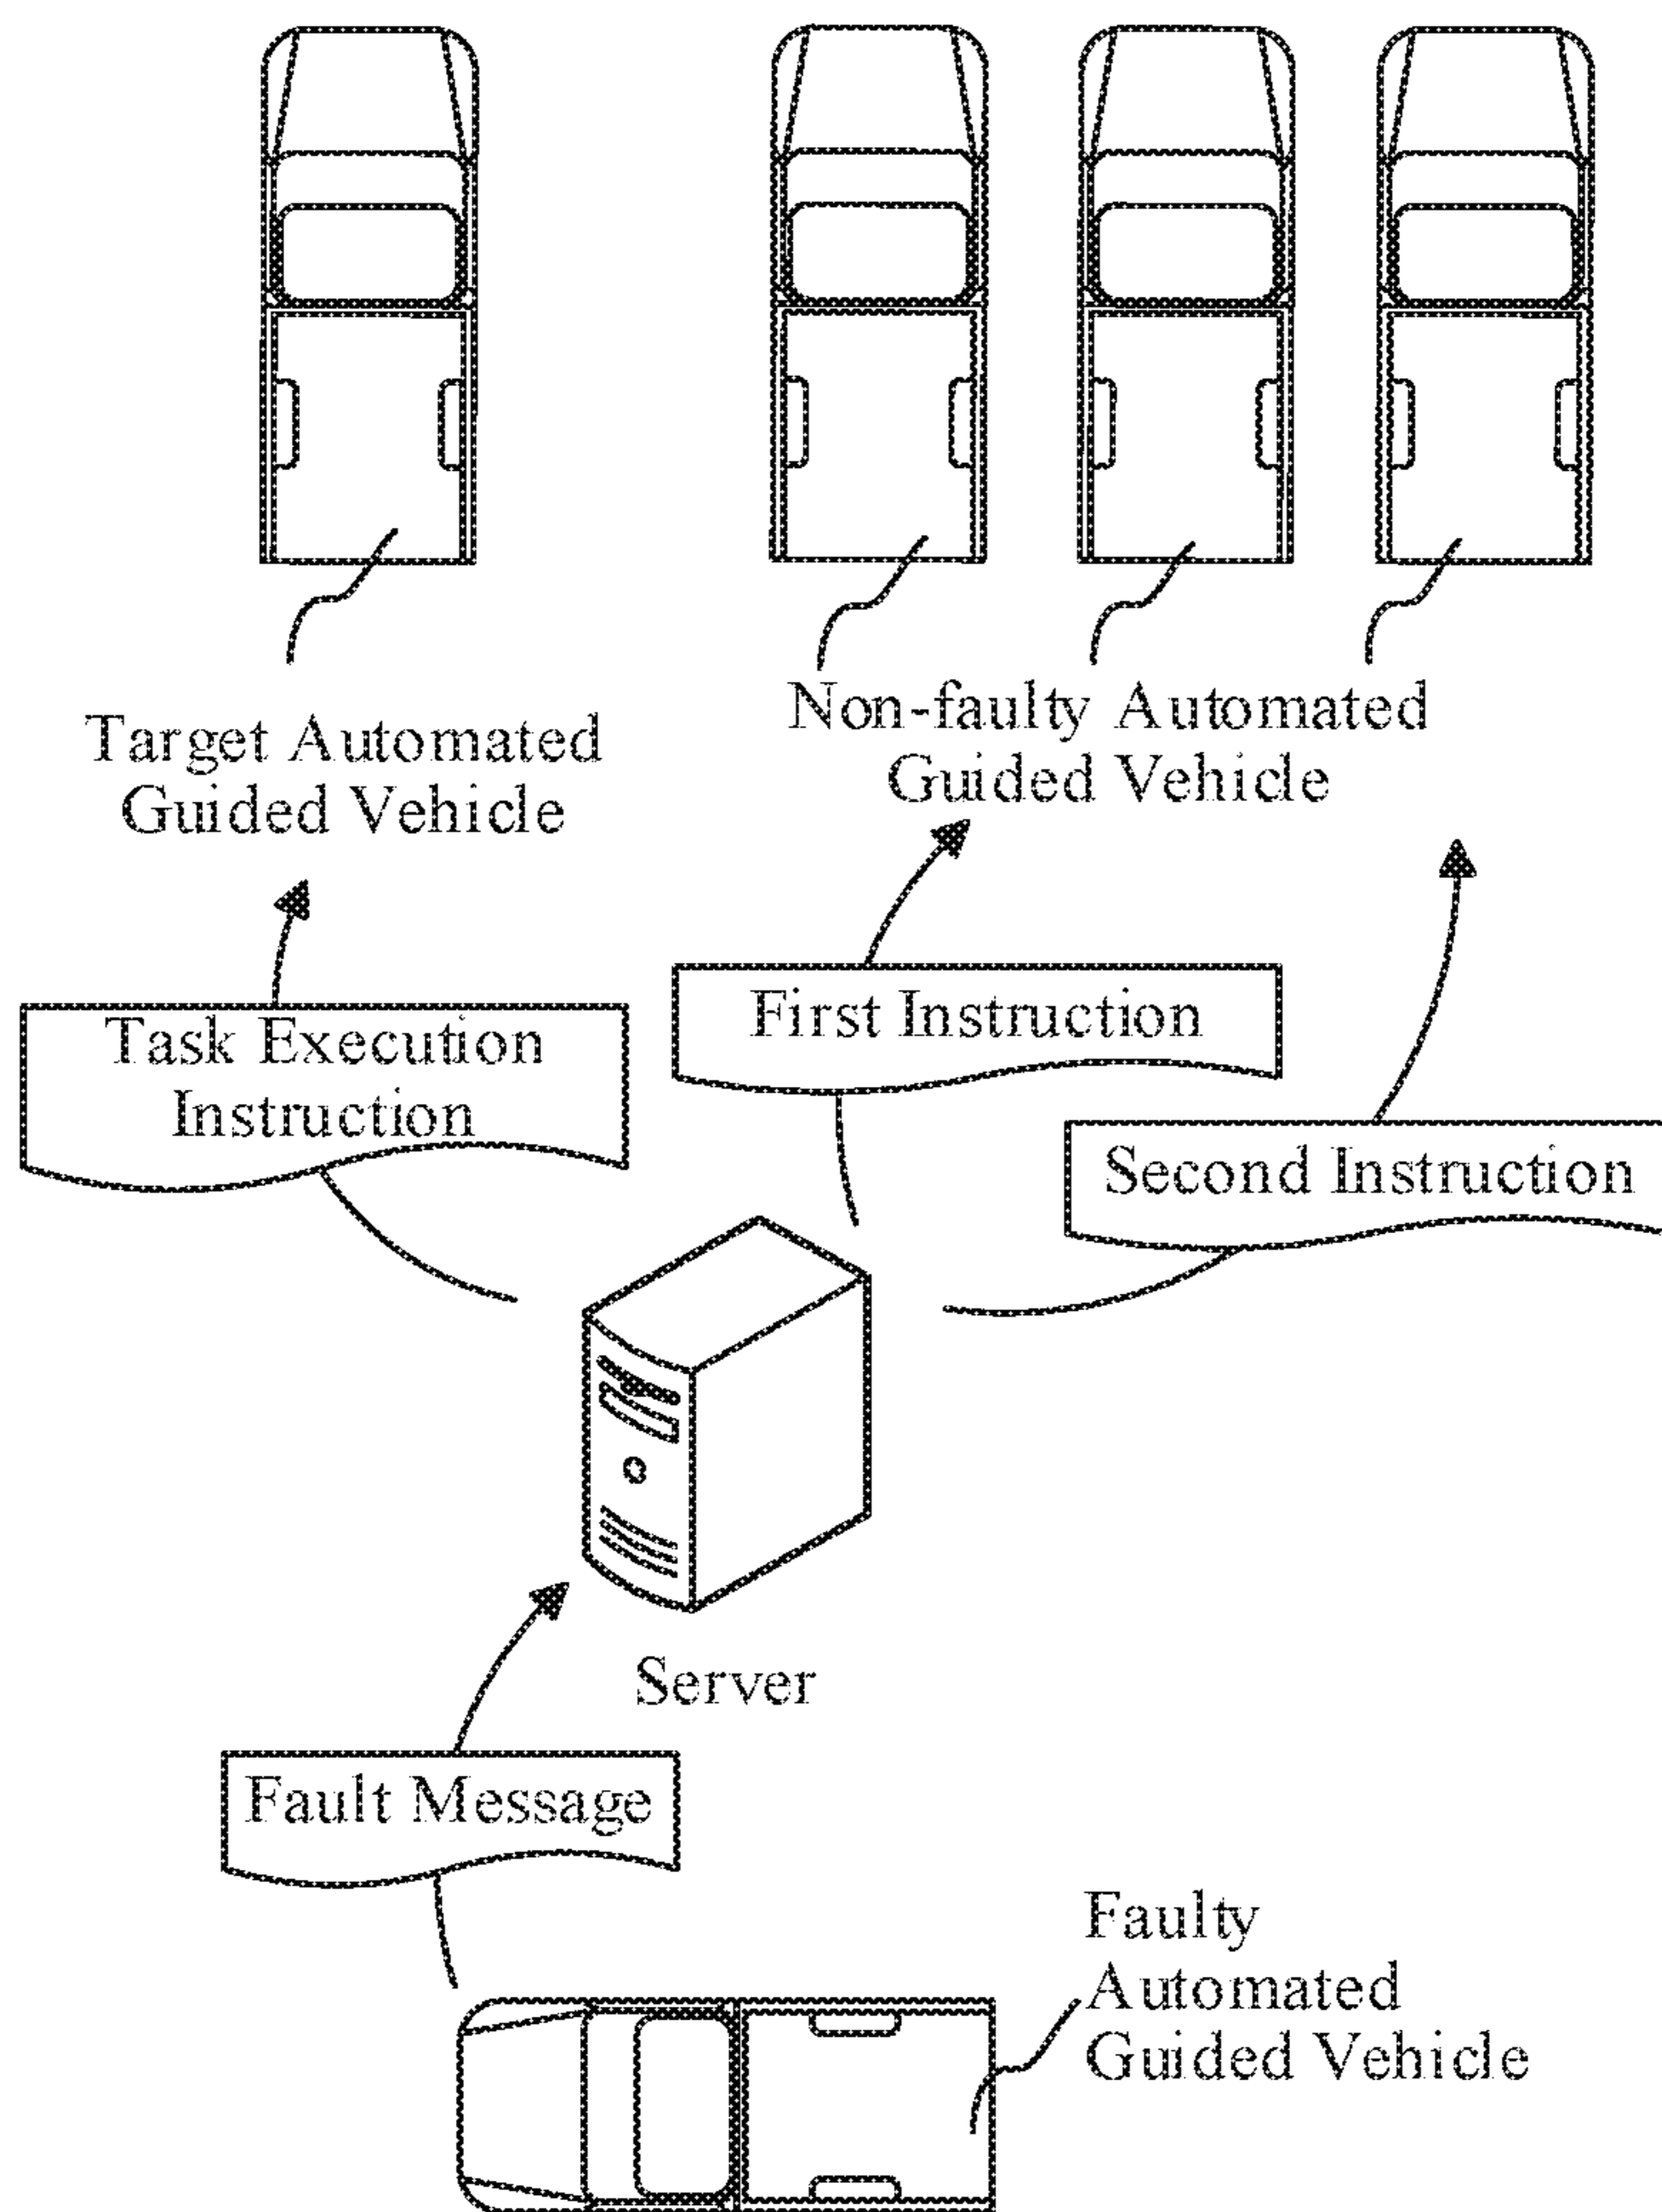 Target Automated
Guided Vehicle
Non-faulty Automated
Guided Vehicle
Task Execution
Instruction
First Instruction
Second Instruction
Server
Fault Message
Faulty
Automated
Guided Vehicle